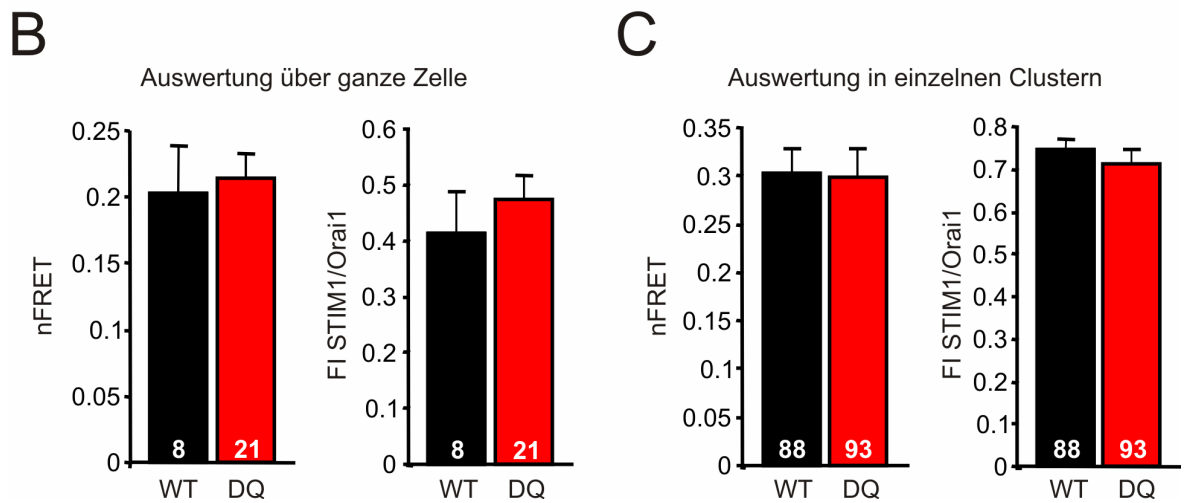 B
Auswertung über ganze Zelle
nFRET
0.25
0.2
0.15
0.1
0.05
0
8
21
WT
DQ
FI STIM1/Orai1
0.6
0.5
0.4
0.3
0.2
0.1
0
8
21
WT
DQ
C
Auswertung in einzelnen Clustern
nFRET
0.35
0.3
0.25
0.3
0.15
0.1
0.05
0
88
93
WT
DQ
FI STIM1/Orai1
0.8
0.7
0.6
0.5
0.4
0.3
0.2
0.1
0
88
93
WT
DQ